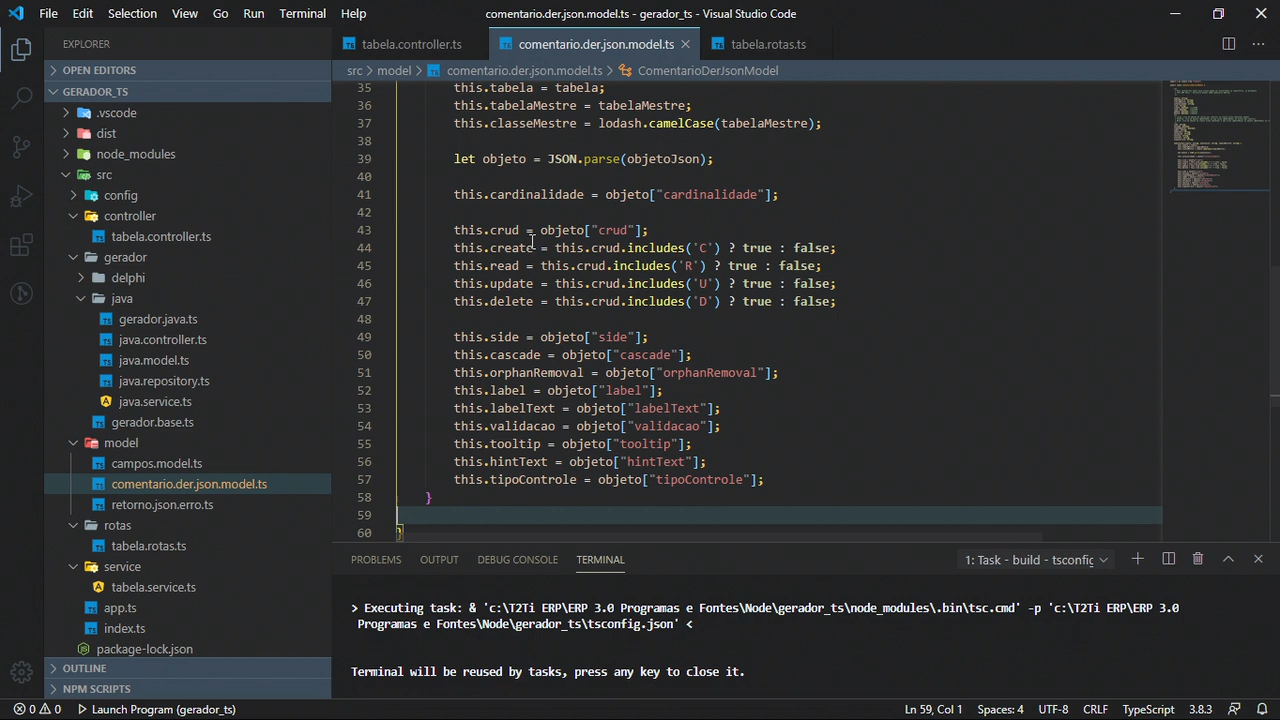 File Edit Selection View Go Run Terminal Help
comentario.der.json.model.ts - gerador_ts - Visual Studio Code
EXPLORER
OPEN EDITORS
GERADOR_TS
.vscode
dist
node_modules
src
config
controller
tabela.controller.ts
gerador
delphi
java
gerador.java.ts
java.controller.ts
java.model.ts
java.repository.ts
java.service.ts
gerador.base.ts
model
campos.model.ts
comentario.der.json.model.ts
retorno.json.erro.ts
rotas
tabela.rotas.ts
service
tabela.service.ts
app.ts
index.ts
package-lock.json
OUTLINE
NPM SCRIPTS
tabela.controller.ts comentario.der.json.model.ts tabela.rotas.ts
src > model > comentario.der.json.model.ts > ComentarioDerJsonModel
35 this.tabela = tabela;
36 this.tabelaMestre = tabelaMestre;
37 this.classeMestre = lodash.camelCase(tabelaMestre);
38
39 let objeto = JSON.parse(objetoJson);
40
41 this.cardinalidade = objeto["cardinalidade"];
42
43 this.crud = objeto["crud"];
44 this.create = this.crud.includes('C') ? true : false;
45 this.read = this.crud.includes('R') ? true : false;
46 this.update = this.crud.includes('U') ? true : false;
47 this.delete = this.crud.includes('D') ? true : false;
48
49 this.side = objeto["side"];
50 this.cascade = objeto["cascade"];
51 this.orphanRemoval = objeto["orphanRemoval"];
52 this.label = objeto["label"];
53 this.labelText = objeto["labelText"];
54 this.validacao = objeto["validacao"];
55 this.tooltip = objeto["tooltip"];
56 this.hintText = objeto["hintText"];
57 this.tipoControle = objeto["tipoControle"];
58 }
59
60 }
PROBLEMS OUTPUT DEBUG CONSOLE TERMINAL 1: Task - build - tsconfig
> Executing task: & 'c:\T2Ti ERP\ERP 3.0 Programas e Fontes\Node\gerador_ts\node_modules\.bin\tsc.cmd' -p 'c:\T2Ti ERP\ERP 3.0
Programas e Fontes\Node\gerador_ts\tsconfig.json' <
Terminal will be reused by tasks, press any key to close it.
0 0 Launch Program (gerador_ts) Ln 59, Col 1 Spaces: 4 UTF-8 CRLF TypeScript 3.8.3